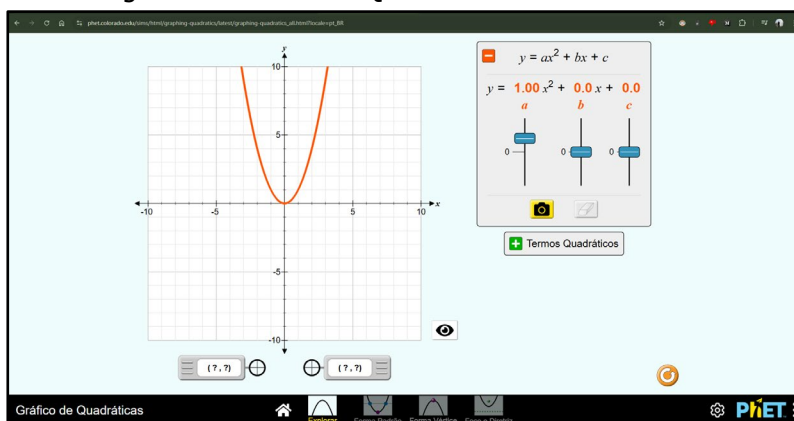 phet.colorado.edu/sims/html/graphing-quadratics/latest/graphing-quadratics_all.html?locale=pt_BR
y
10
5
-10
-5
5
10
x
-5
-10
y = ax² + bx + c
y = 1.00 x² + 0.0 x + 0.0
a b c
0 0 0
Termos Quadráticos
( ? , ?)
( ? , ?)
Gráfico de Quadráticas
Explorar
Forma Padrão
Forma Vértice
Foco e Diretriz
PhET